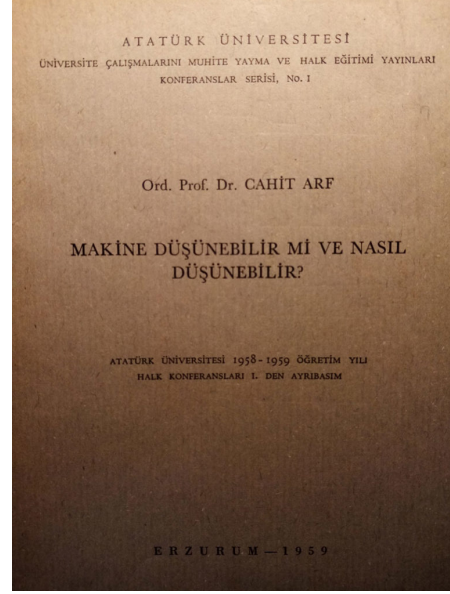 ATATÜRK ÜNİVERSİTESİ
ÜNİVERSİTE ÇALIŞMALARINI MUHİTE YAYMA VE HALK EĞİTİMİ YAYINLARI
KONFERANSLAR SERİSİ, No. I
Ord. Prof. Dr. CAHİT ARF
MAKİNE DÜŞÜNEBİLİR Mİ VE NASIL
DÜŞÜNEBİLİR?
ATATÜRK ÜNİVERSİTESİ 1958-1959 ÖĞRETİM YILI
HALK KONFERANSLARI I. DEN AYRIBASIM
ERZURUM—1959